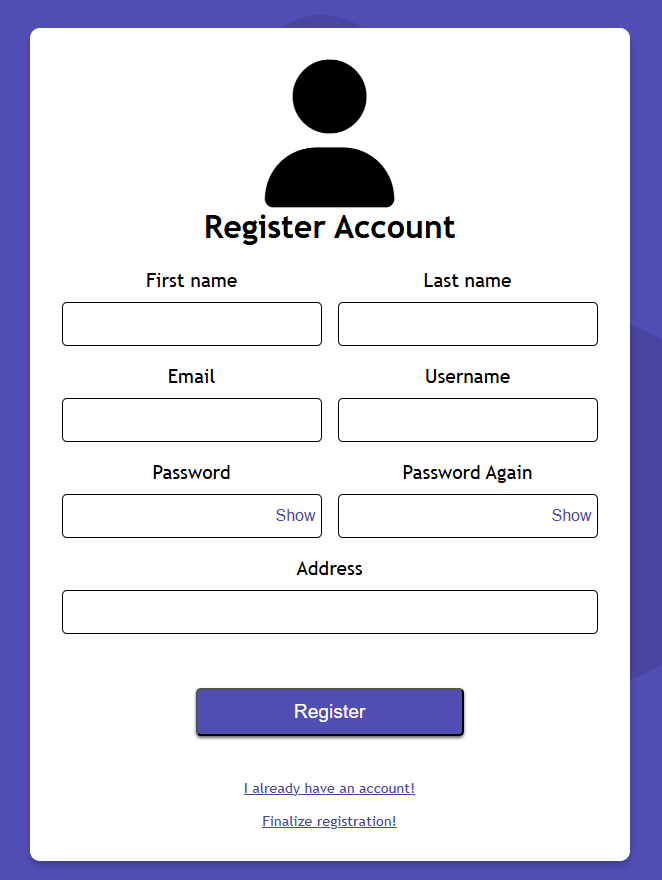 Register Account
First name Last name
Email Username
Password Password Again
Show Show
Address
Register
I already have an account!
Finalize registration!